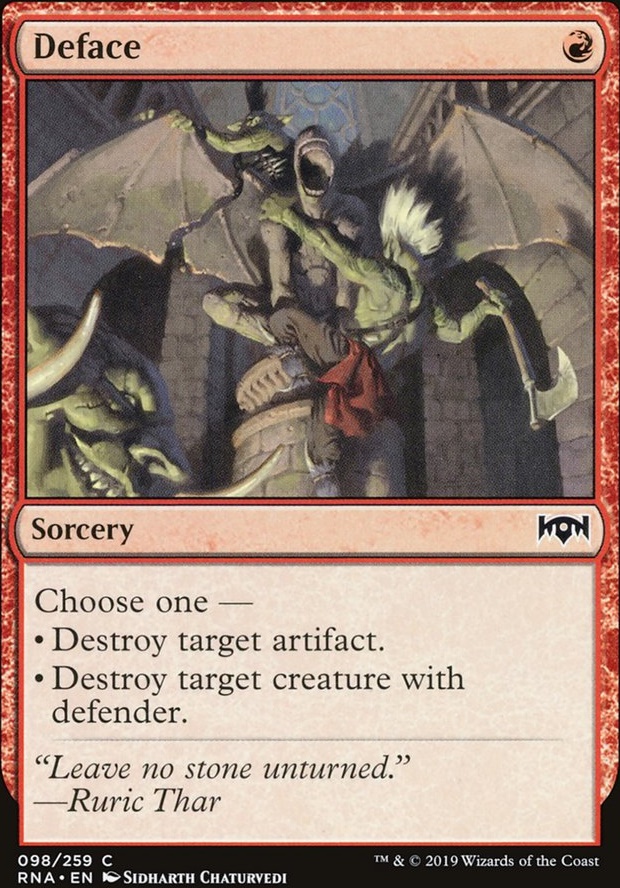 Deface
Sorcery
Choose one —
• Destroy target artifact.
• Destroy target creature with
defender.
“Leave no stone unturned.”
—Ruric Thar
098/259 C
RNA • EN Sidharth Chaturvedi
™ & © 2019 Wizards of the Coast